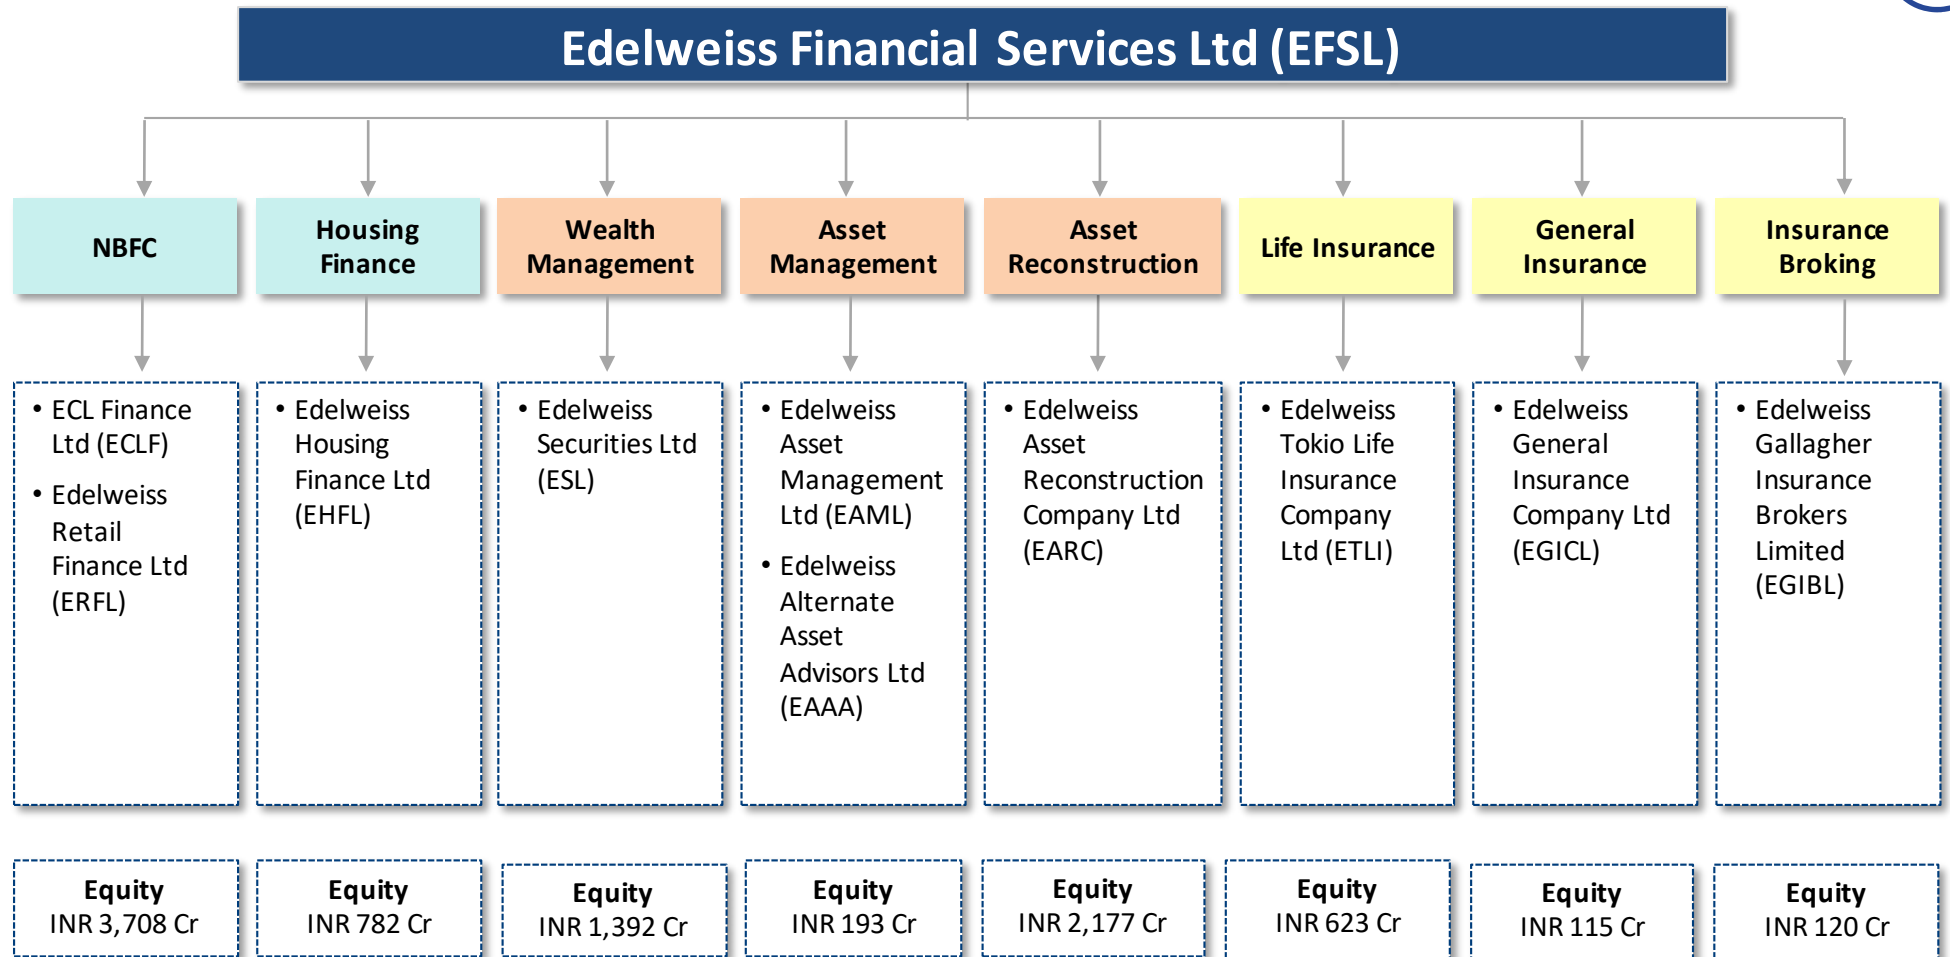 Edelweiss Financial Services Ltd (EFSL)
NBFC
Housing
Finance
Wealth
Management
Asset
Management
Asset
Reconstruction
Life Insurance
General
Insurance
Insurance
Broking
• ECL Finance
Ltd (ECLF)
• Edelweiss
Retail
Finance Ltd
(ERFL)
• Edelweiss
Housing
Finance Ltd
(EHFL)
• Edelweiss
Securities Ltd
(ESL)
• Edelweiss
Asset
Management
Ltd (EAML)
• Edelweiss
Alternate
Asset
Advisors Ltd
(EAAA)
• Edelweiss
Asset
Reconstruction
Company Ltd
(EARC)
• Edelweiss
Tokio Life
Insurance
Company
Ltd (ETLI)
• Edelweiss
General
Insurance
Company Ltd
(EGICL)
• Edelweiss
Gallagher
Insurance
Brokers
Limited
(EGIBL)
Equity
INR 3,708 Cr
Equity
INR 782 Cr
Equity
INR 1,392 Cr
Equity
INR 193 Cr
Equity
INR 2,177 Cr
Equity
INR 623 Cr
Equity
INR 115 Cr
Equity
INR 120 Cr